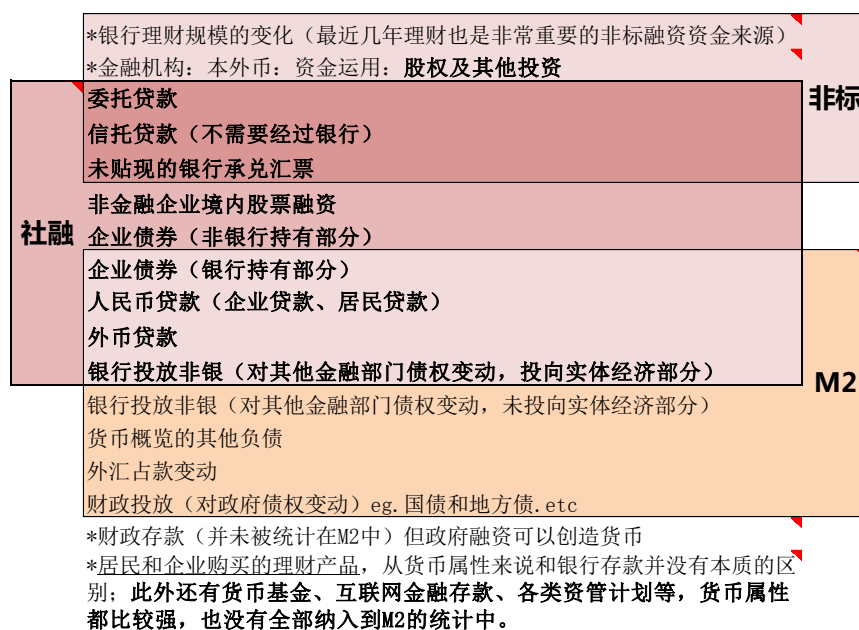 *银行理财规模的变化（最近几年理财也是非常重要的非标融资资金来源）
*金融机构：本外币：资金运用：股权及其他投资
非标
委托贷款
信托贷款（不需要经过银行）
未贴现的银行承兑汇票
非金融企业境内股票融资
社融
企业债券（非银行持有部分）
企业债券（银行持有部分）
人民币贷款（企业贷款、居民贷款）
外币贷款
银行投放非银（对其他金融部门债权变动，投向实体经济部分）
M2
银行投放非银（对其他金融部门债权变动，未投向实体经济部分）
货币概览的其他负债
外汇占款变动
财政投放（对政府债权变动）eg.国债和地方债.etc
*财政存款（并未被统计在M2中）但政府融资可以创造货币
*居民和企业购买的理财产品，从货币属性来说和银行存款并没有本质的区
别；此外还有货币基金、互联网金融存款、各类资管计划等，货币属性
都比较强，也没有全部纳入到M2的统计中。